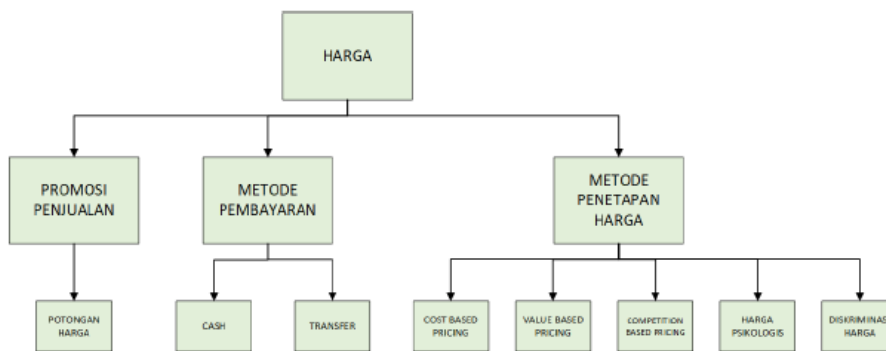 HARGA
PROMOSI
PENJUALAN
METODE
PEMBAYARAN
METODE
PENETAPAN
HARGA
POTONGAN
HARGA
CASH
TRANSFER
COST BASED
PRICING
VALUE BASED
PRICING
COMPETITION
BASED PRICING
HARGA
PSIKOLOGIS
DISKRIMINAS
HARGA